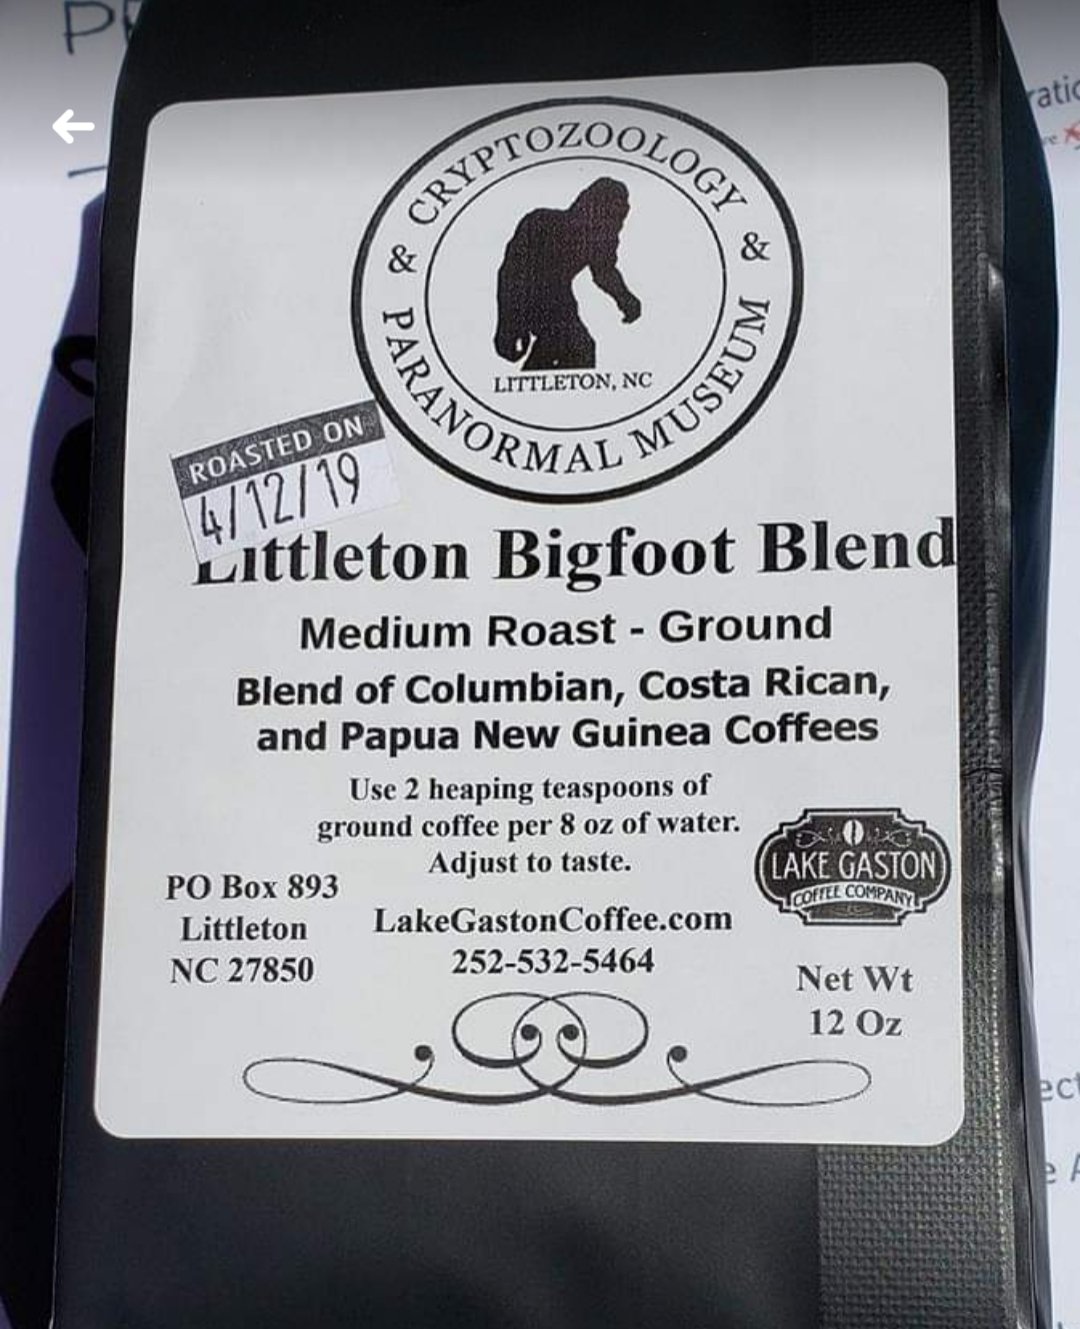 & CRYPTOZOOLOGY &
PARANORMAL MUSEUM
LITTLETON, NC
ROASTED ON
4/12/19
Littleton Bigfoot Blend
Medium Roast - Ground
Blend of Columbian, Costa Rican,
and Papua New Guinea Coffees
Use 2 heaping teaspoons of
ground coffee per 8 oz of water.
Adjust to taste.
PO Box 893
Littleton
NC 27850
LakeGastonCoffee.com
252-532-5464
LAKE GASTON
COFFEE COMPANY
Net Wt
12 Oz